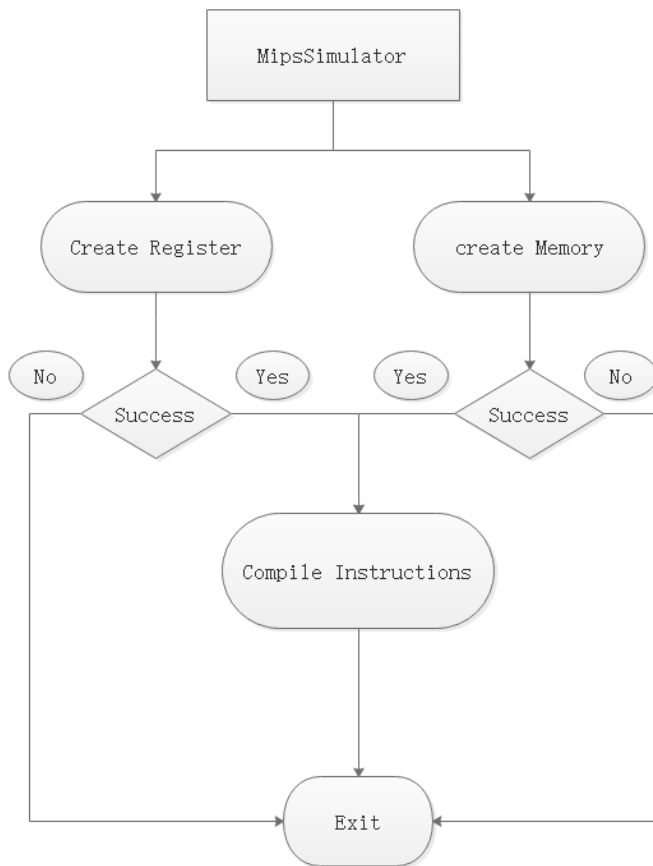 MipsSimulator
Create Register
create Memory
No
Yes
Yes
No
Success
Success
Compile Instructions
Exit